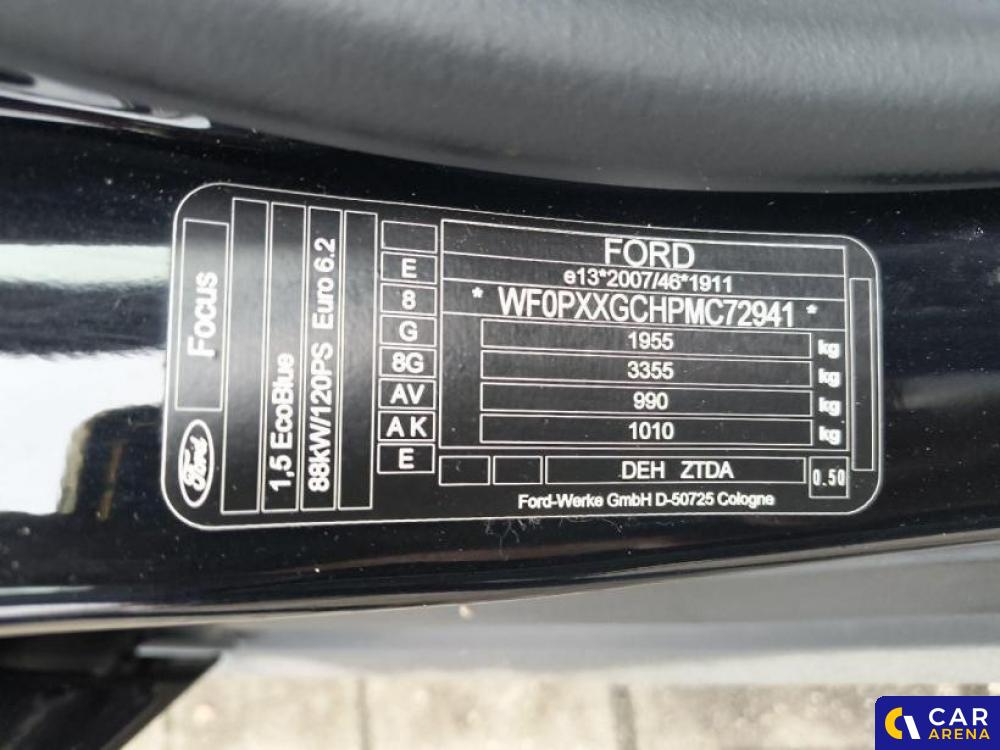 Ford
Focus
1,5 EcoBlue
88kW/120PS Euro 6.2
E
8
G
8G
AV
A K
E
FORD
e13*2007/46*1911
* WF0PXXGCHPMC72941 *
1955 kg
3355 kg
990 kg
1010 kg
DEH ZTDA
0.50
Ford-Werke GmbH D-50725 Cologne
CAR
ARENA